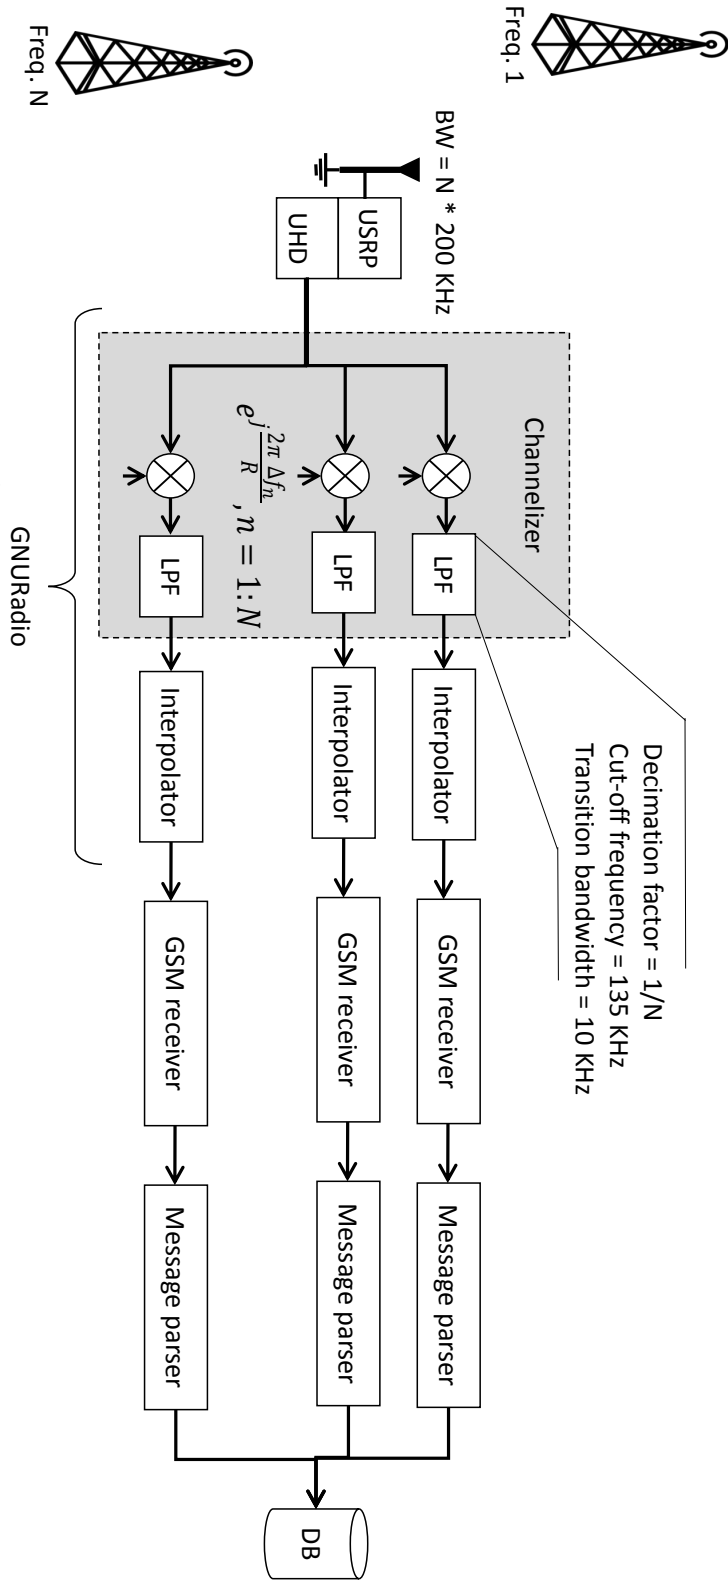 Freq. 1
Freq. N
BW = N * 200 KHz
USRP
UHD
Channelizer
LPF
LPF
LPF
e^{j \frac{2π Δf_n}{R}}, n = 1: N
Decimation factor = 1/N
Cut-off frequency = 135 KHz
Transition bandwidth = 10 KHz
Interpolator
Interpolator
Interpolator
GNURadio
GSM receiver
GSM receiver
GSM receiver
Message parser
Message parser
Message parser
DB